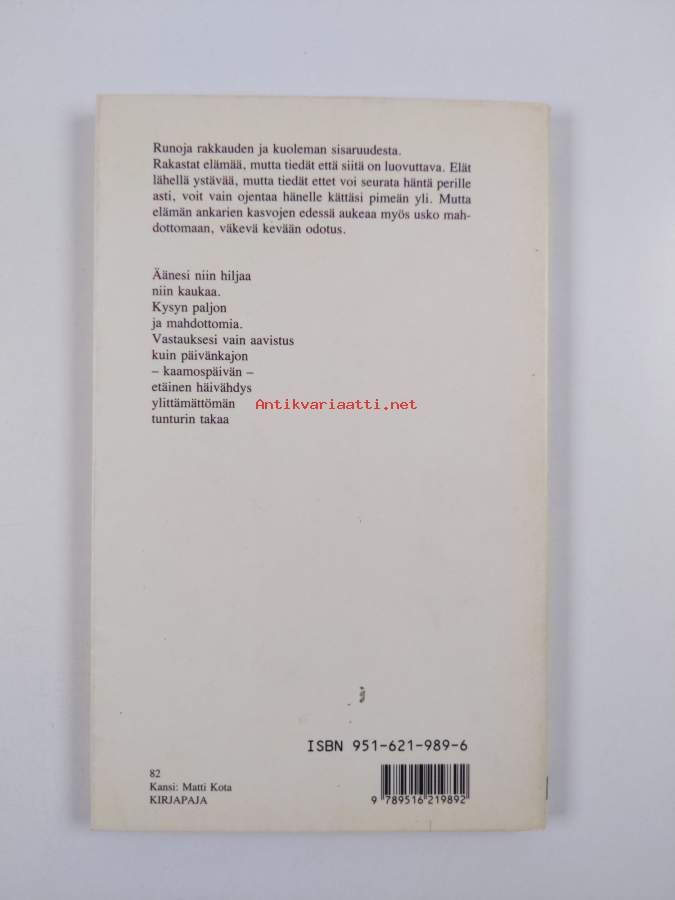 Runoja rakkauden ja kuoleman sisaruudesta.
Rakastat elämää, mutta tiedät että siitä on luovuttava. Elät
lähellä ystävää, mutta tiedät ettet voi seurata häntä perille
asti, voit vain ojentaa hänelle kättäsi pimeän yli. Mutta
elämän ankarien kasvojen edessä aukeaa myös usko mah-
dottomaan, väkevä kevään odotus.
Äänesi niin hiljaa
niin kaukaa.
Kysyn paljon
ja mahdottomia.
Vastauksesi vain aavistus
kuin päivänkajon
– kaamospäivän –
etäinen häivähdys
ylittämättömän
tunturin takaa
Antikvariaatti.net
ISBN 951-621-989-6
82
Kansi: Matti Kota
KIRJAPAJA
9 789516 219892